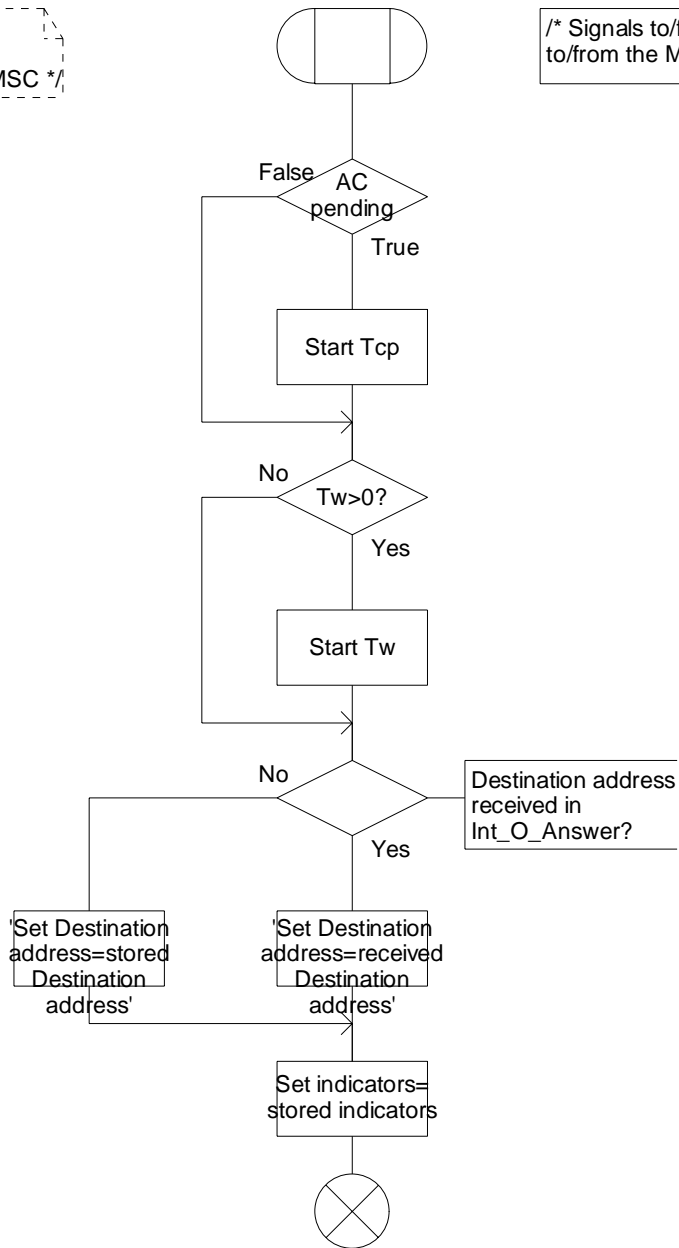 MSC */
/* Signals to/
to/from the M
False
AC
pending
True
Start Tcp
No
Tw>0?
Yes
Start Tw
No
Destination address
received in
Int_O_Answer?
Yes
'Set Destination
address=stored
Destination
address'
'Set Destination
address=received
Destination
address'
Set indicators=
stored indicators